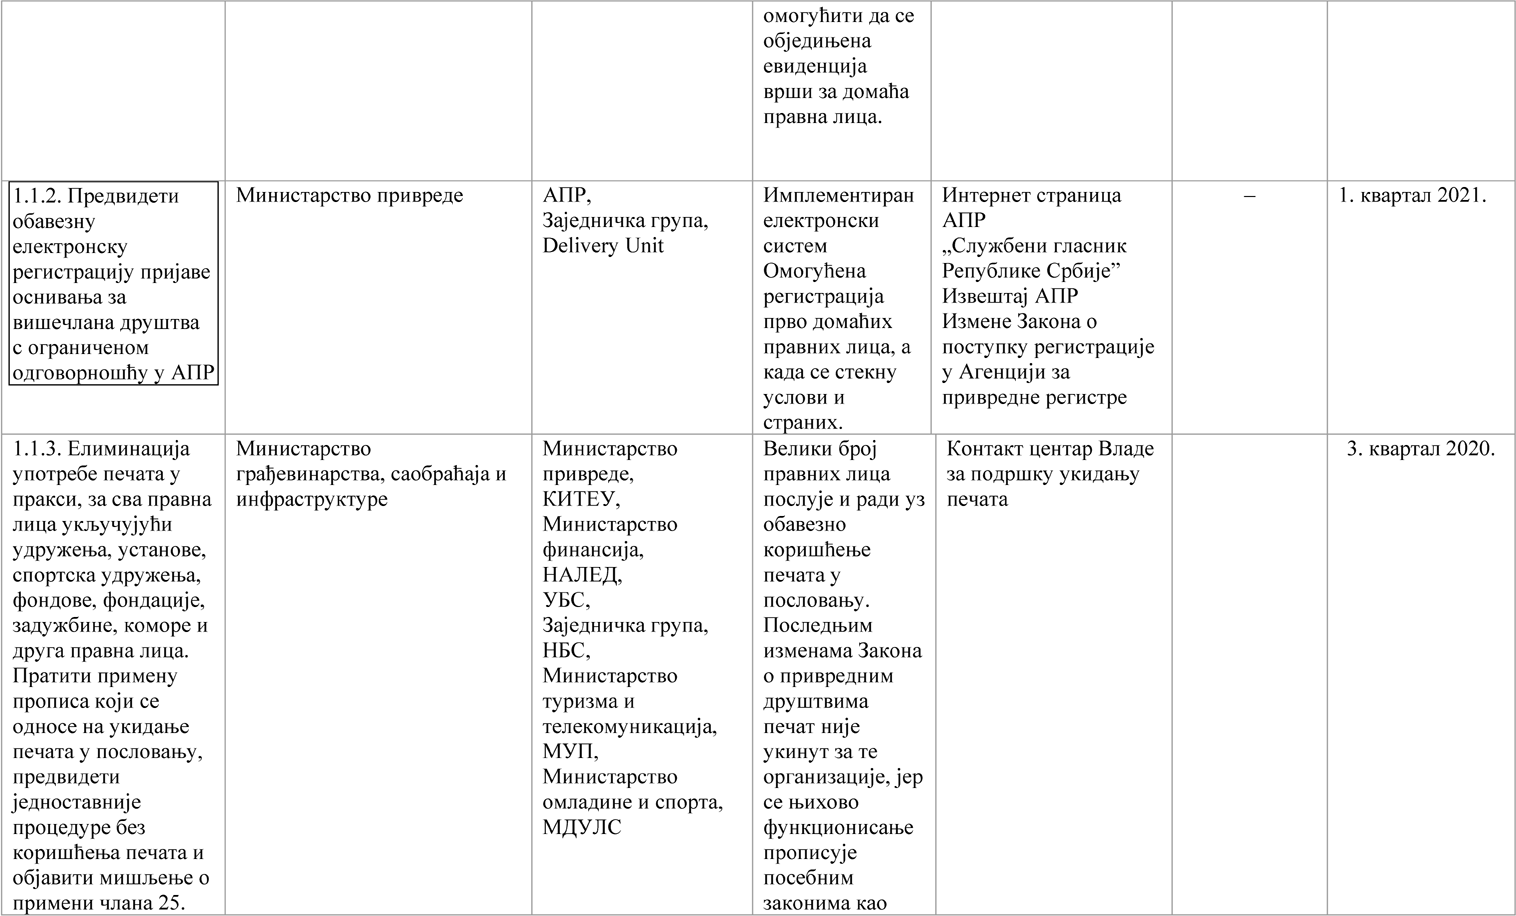 омогућити да се
обједињена
евиденција
врши за домаћа
правна лица.
1.1.2. Предвидети
обавезну
електронску
регистрацију пријаве
оснивања за
вишечлана друштва
с ограниченом
одговорношћу у АПР
Министарство привреде
АПР,
Заједничка група,
Delivery Unit
Имплементиран
електронски
систем
Омогућена
регистрација
прво домаћих
правних лица, а
када се стекну
услови и
страних.
Интернет страница
АПР
„Службени гласник
Републике Србије”
Извештај АПР
Измене Закона о
поступку регистрације
у Агенцији за
привредне регистре
–
1. квартал 2021.
1.1.3. Елиминација
употребе печата у
пракси, за сва правна
лица укључујући
удружења, установе,
спортска удружења,
фондове, фондације,
задужбине, коморе и
друга правна лица.
Пратити примену
прописа који се
односе на укидање
печата у пословању,
предвидети
једноставније
процедуре без
коришћења печата и
објавити мишљење о
примени члана 25.
Министарство
грађевинарства, саобраћаја и
инфраструктуре
Министарство
привреде,
КИТЕУ,
Министарство
финансија,
НАЛЕД,
УБС,
Заједничка група,
НБС,
Министарство
туризма и
телекомуникација,
МУП,
Министарство
омладине и спорта,
МДУЛС
Велики број
правних лица
послује и ради уз
обавезно
коришћење
печата у
пословању.
Последњим
изменама Закона
о привредним
друштвима
печат није
укинут за те
организације, јер
се њихово
функционисање
прописује
посебним
законима као
Контакт центар Владе
за подршку укидању
печата
3. квартал 2020.